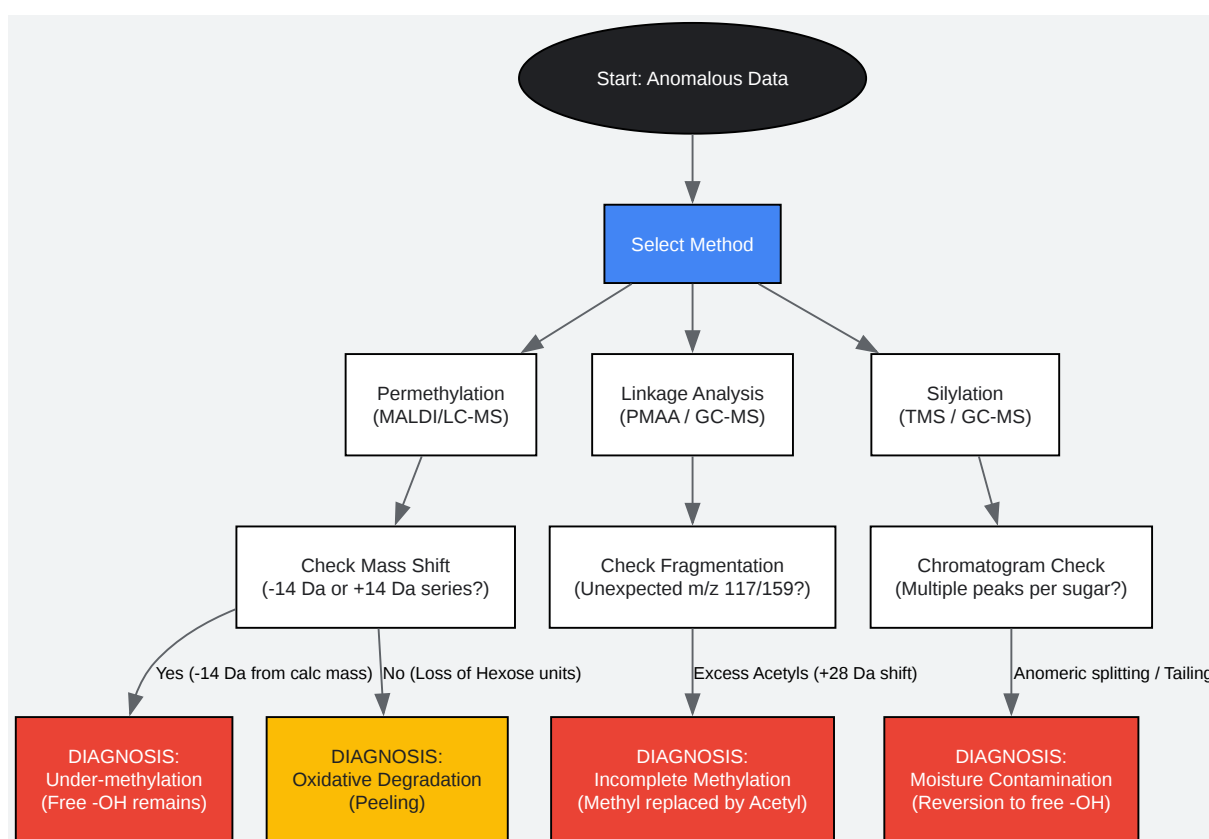 Start: Anomalous Data
Select Method
Permethylation
(MALDI/LC-MS)
Linkage Analysis
(PMAA / GC-MS)
Silylation
(TMS / GC-MS)
Check Mass Shift
(-14 Da or +14 Da series?)
Check Fragmentation
(Unexpected m/z 117/159?)
Chromatogram Check
(Multiple peaks per sugar?)
Yes (-14 Da from calc mass)
No (Loss of Hexose units)
Excess Acetyls (+28 Da shift)
Anomeric splitting / Tailing
DIAGNOSIS:
Under-methylation
(Free -OH remains)
DIAGNOSIS:
Oxidative Degradation
(Peeling)
DIAGNOSIS:
Incomplete Methylation
(Methyl replaced by Acetyl)
DIAGNOSIS:
Moisture Contamination
(Reversion to free -OH)